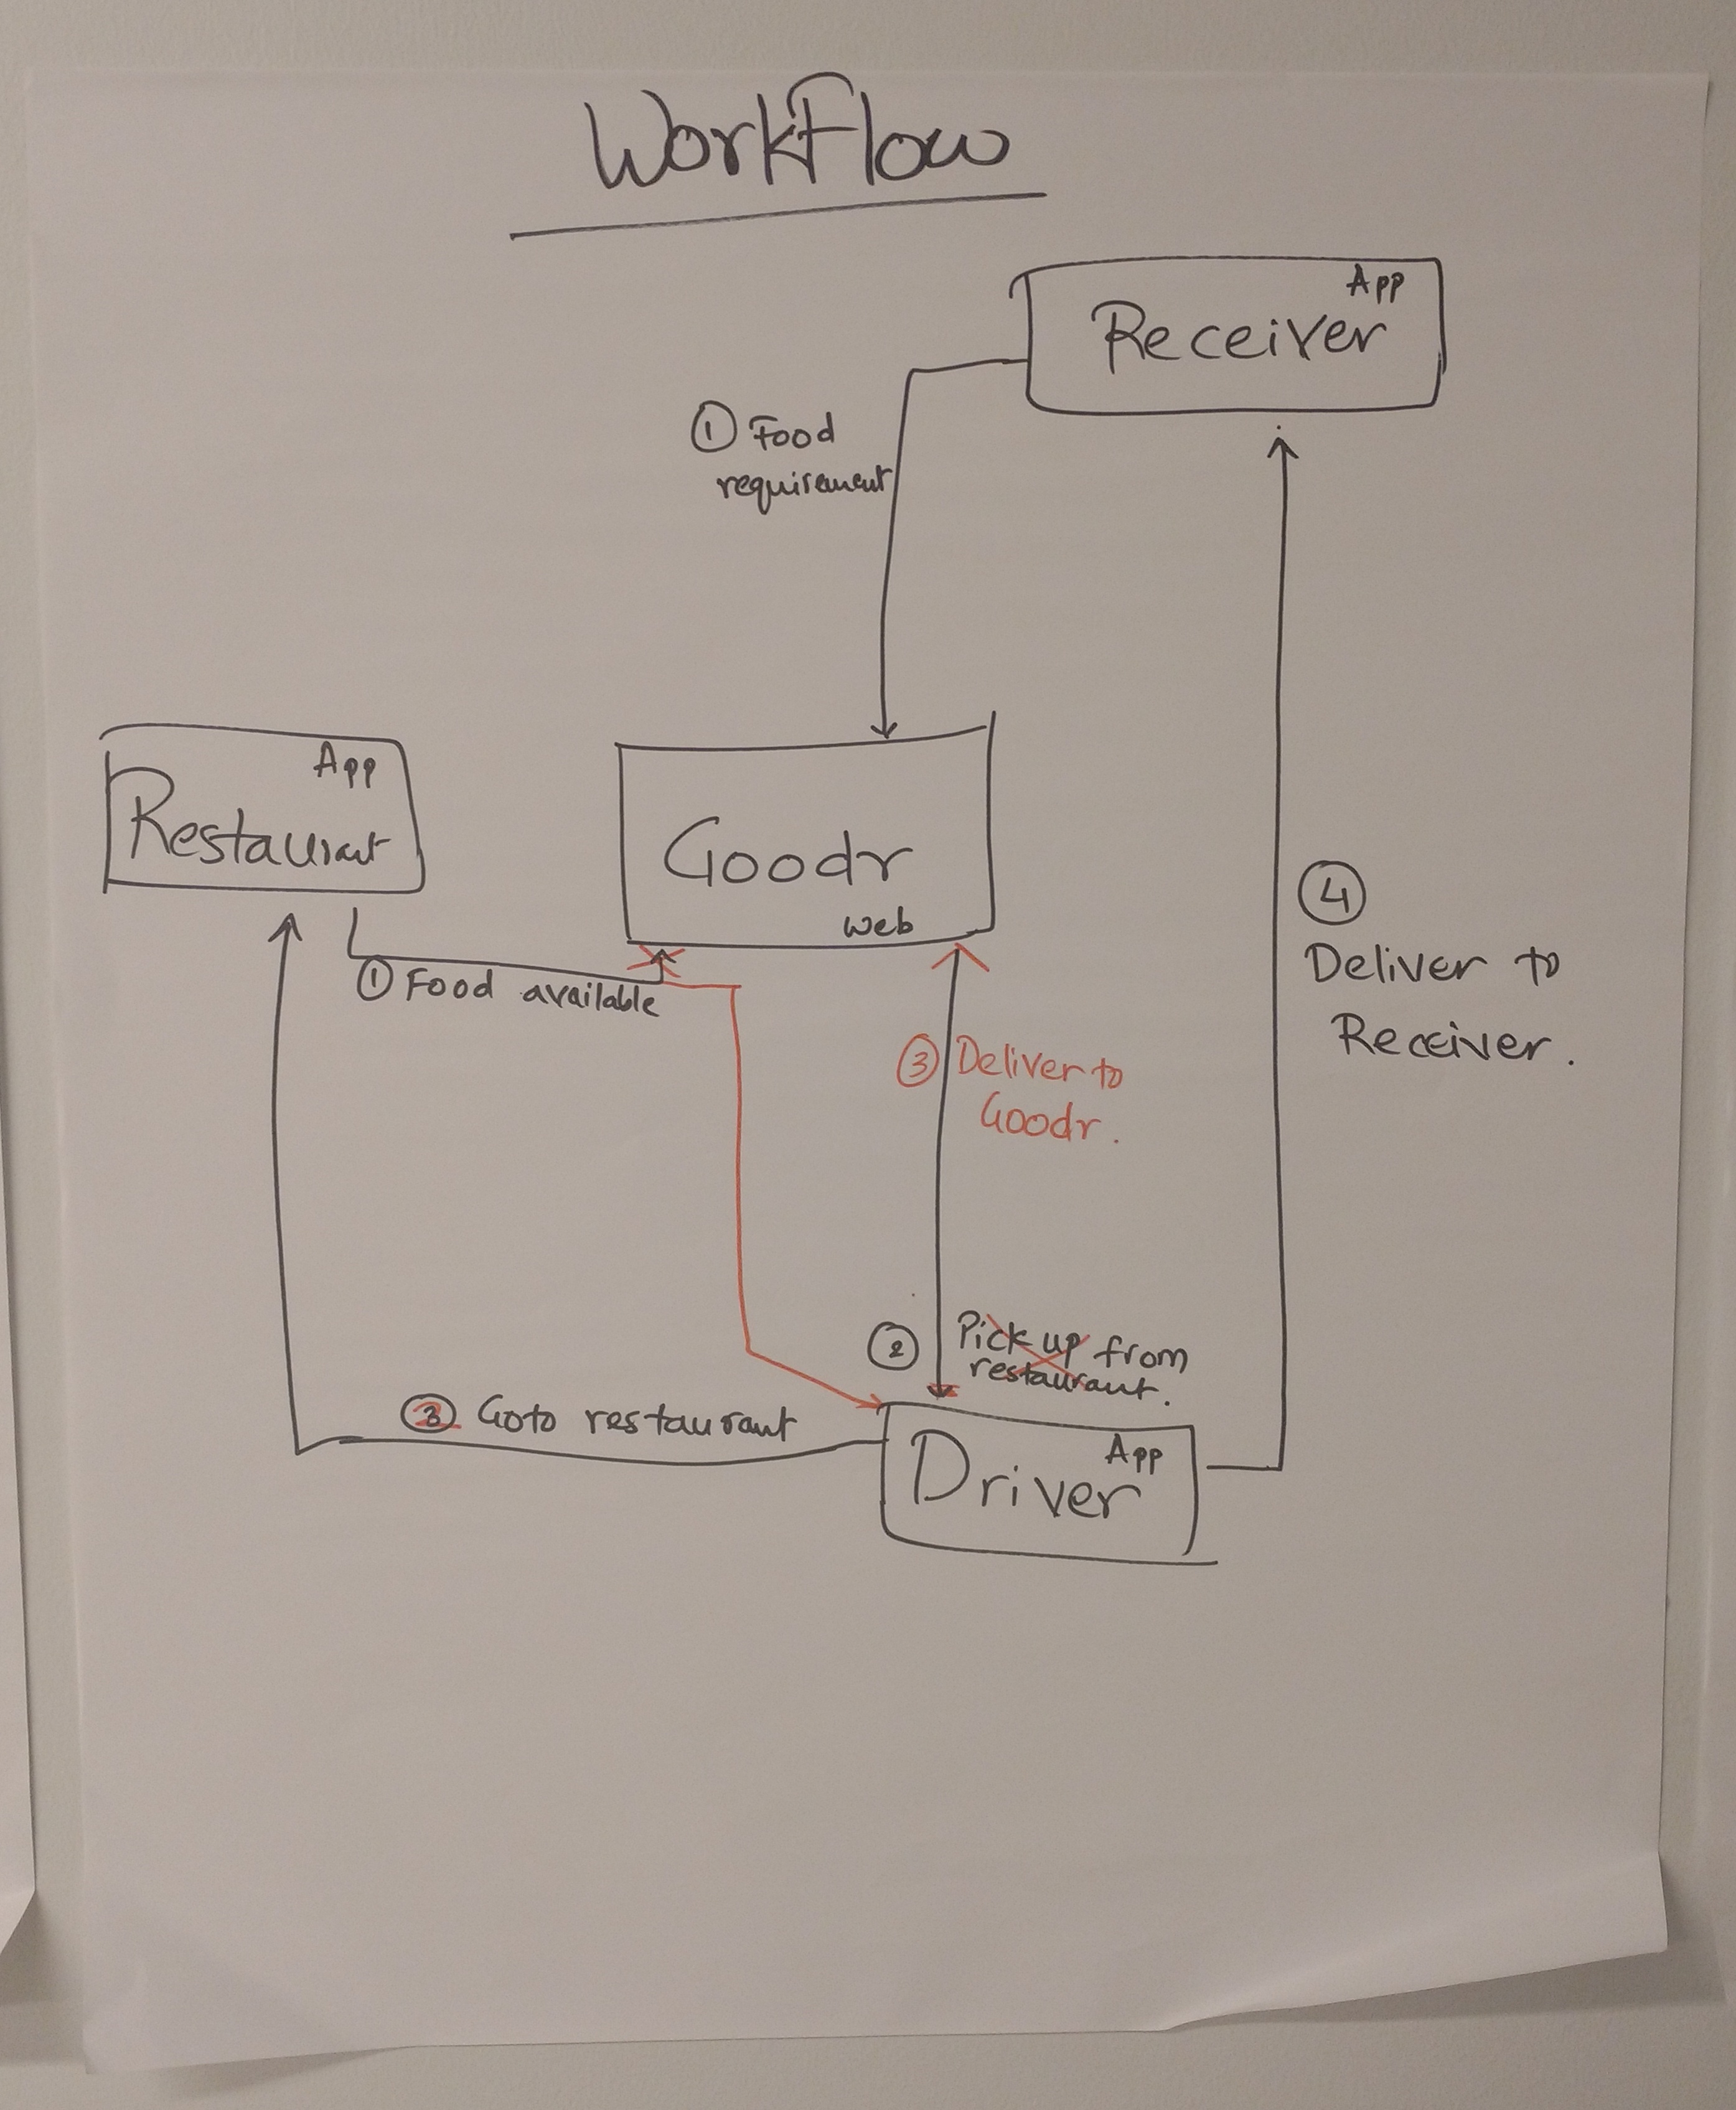 Workflow
App
Receiver
① Food
requirement
App
Restaurant
Goodr
web
① Food available
④
Deliver to
Receiver.
③ Deliver to
Goodr.
② Pick up from
restaurant.
Goto restaurant
App
Driver